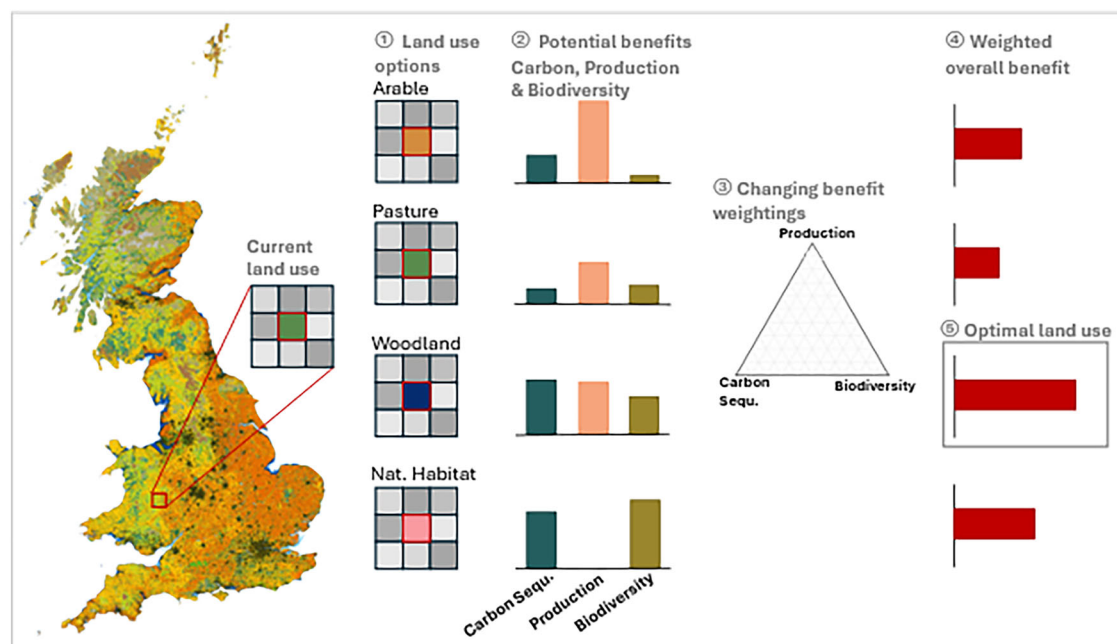 ① Land use
options
② Potential benefits
Carbon, Production
& Biodiversity
④ Weighted
overall benefit
Arable
③ Changing benefit
weightings
Production
Pasture
Current
land use
⑤ Optimal land use
Woodland
Carbon
Sequ.
Biodiversity
Nat. Habitat
Carbon Sequ.
Production
Biodiversity